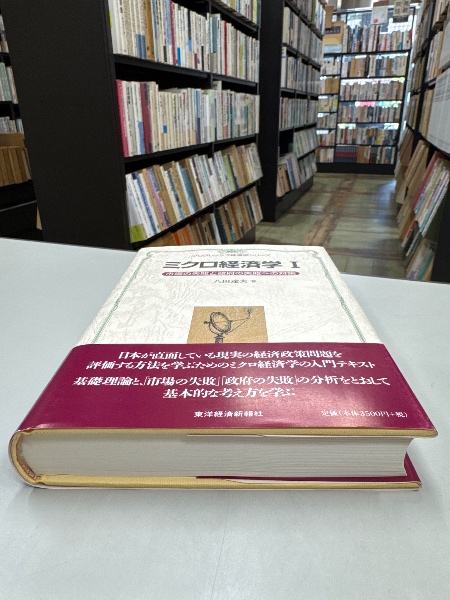 ミクロ経済学 I
市場の失敗と政府の失敗への対策
八田達夫 著
日本が直面している現実の経済政策問題を
評価する方法を学ぶためのミクロ経済学の入門テキスト
基礎理論と、「市場の失敗」「政府の失敗」の分析をとおして
基本的な考え方を学ぶ
東洋経済新報社
定価(本体3500円+税)